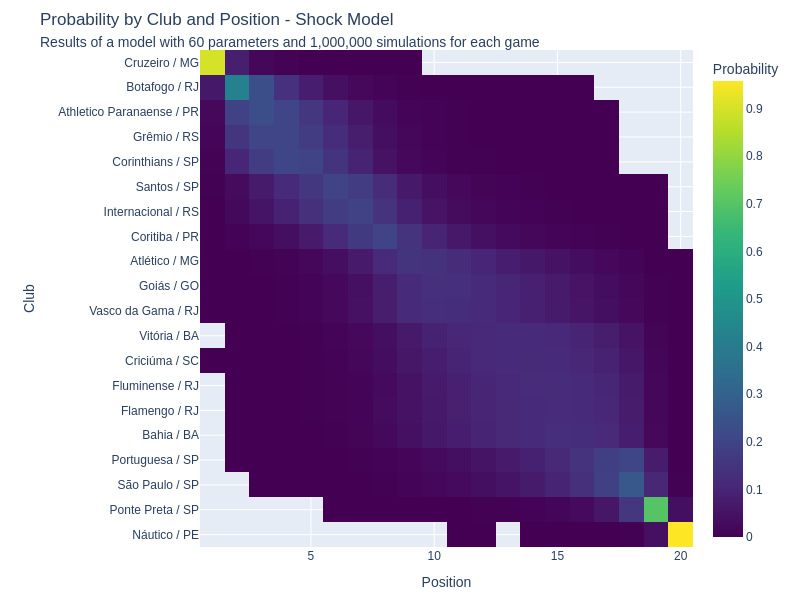 Probability by Club and Position - Shock Model
Results of a model with 60 parameters and 1,000,000 simulations for each game
Probability
Cruzeiro / MG
Botafogo / RJ
Athletico Paranaense / PR
Grêmio / RS
Corinthians / SP
Santos / SP
Internacional / RS
Coritiba / PR
Atlético / MG
Goiás / GO
Vasco da Gama / RJ
Vitória / BA
Criciúma / SC
Fluminense / RJ
Flamengo / RJ
Bahia / BA
Portuguesa / SP
São Paulo / SP
Ponte Preta / SP
Náutico / PE
Club
5
10
15
20
Position
0.9
0.8
0.7
0.6
0.5
0.4
0.3
0.2
0.1
0